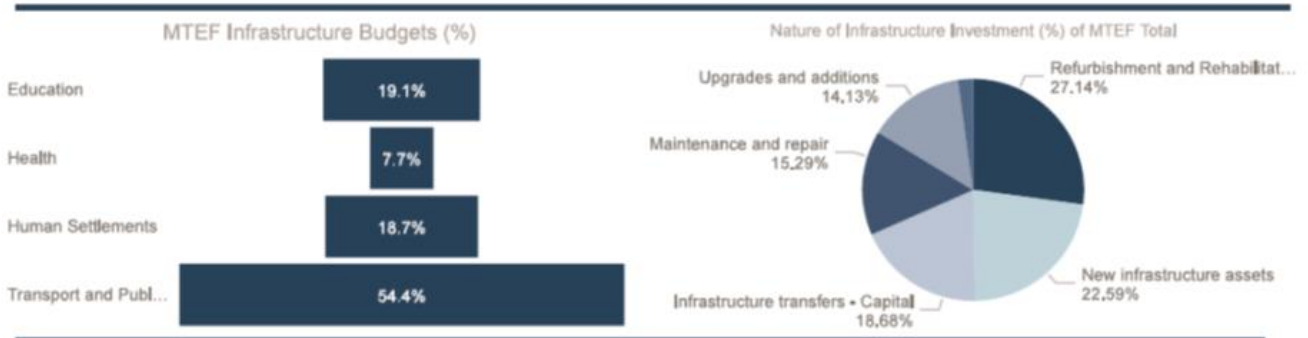 MTEF Infrastructure Budgets (%)
Education
19.1%
Health
7.7%
Human Settlements
18.7%
Transport and Publ...
54.4%
Nature of Infrastructure Investment (%) of MTEF Total
Upgrades and additions
14,13%
Refurbishment and Rehabilitat...
27.14%
Maintenance and repair
15.29%
New infrastructure assets
22.59%
Infrastructure transfers - Capital
18.68%